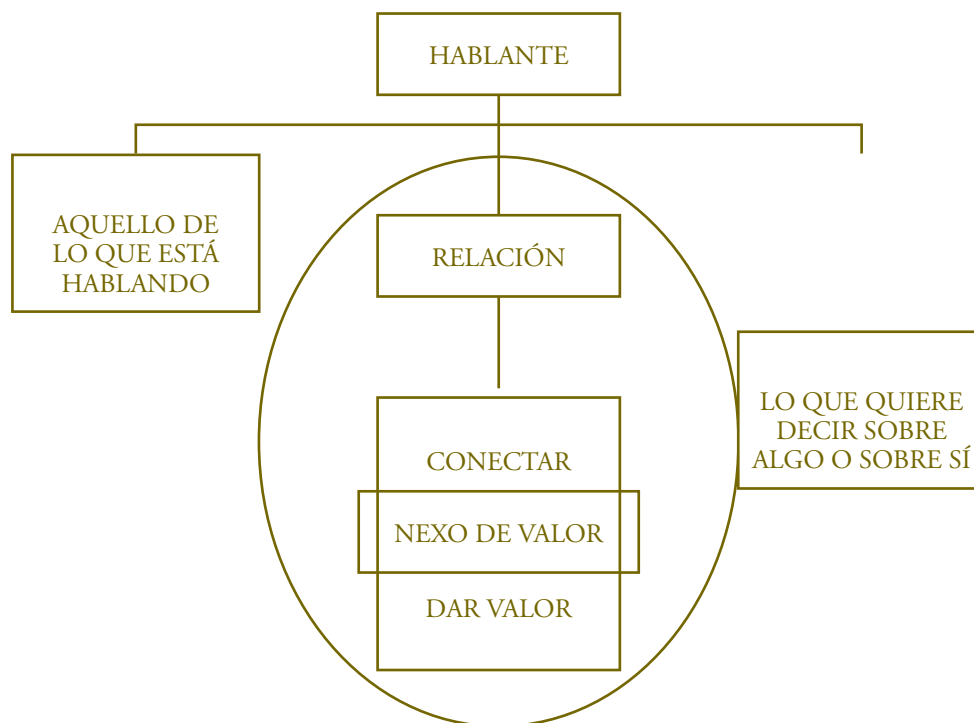 HABLANTE
AQUELLO DE
LO QUE ESTÁ
HABLANDO
RELACIÓN
LO QUE QUIERE
DECIR SOBRE
ALGO O SOBRE SÍ
CONECTAR
NEXO DE VALOR
DAR VALOR